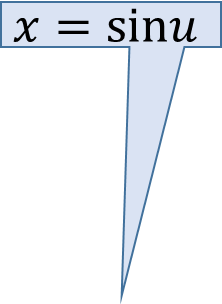 x = sinu